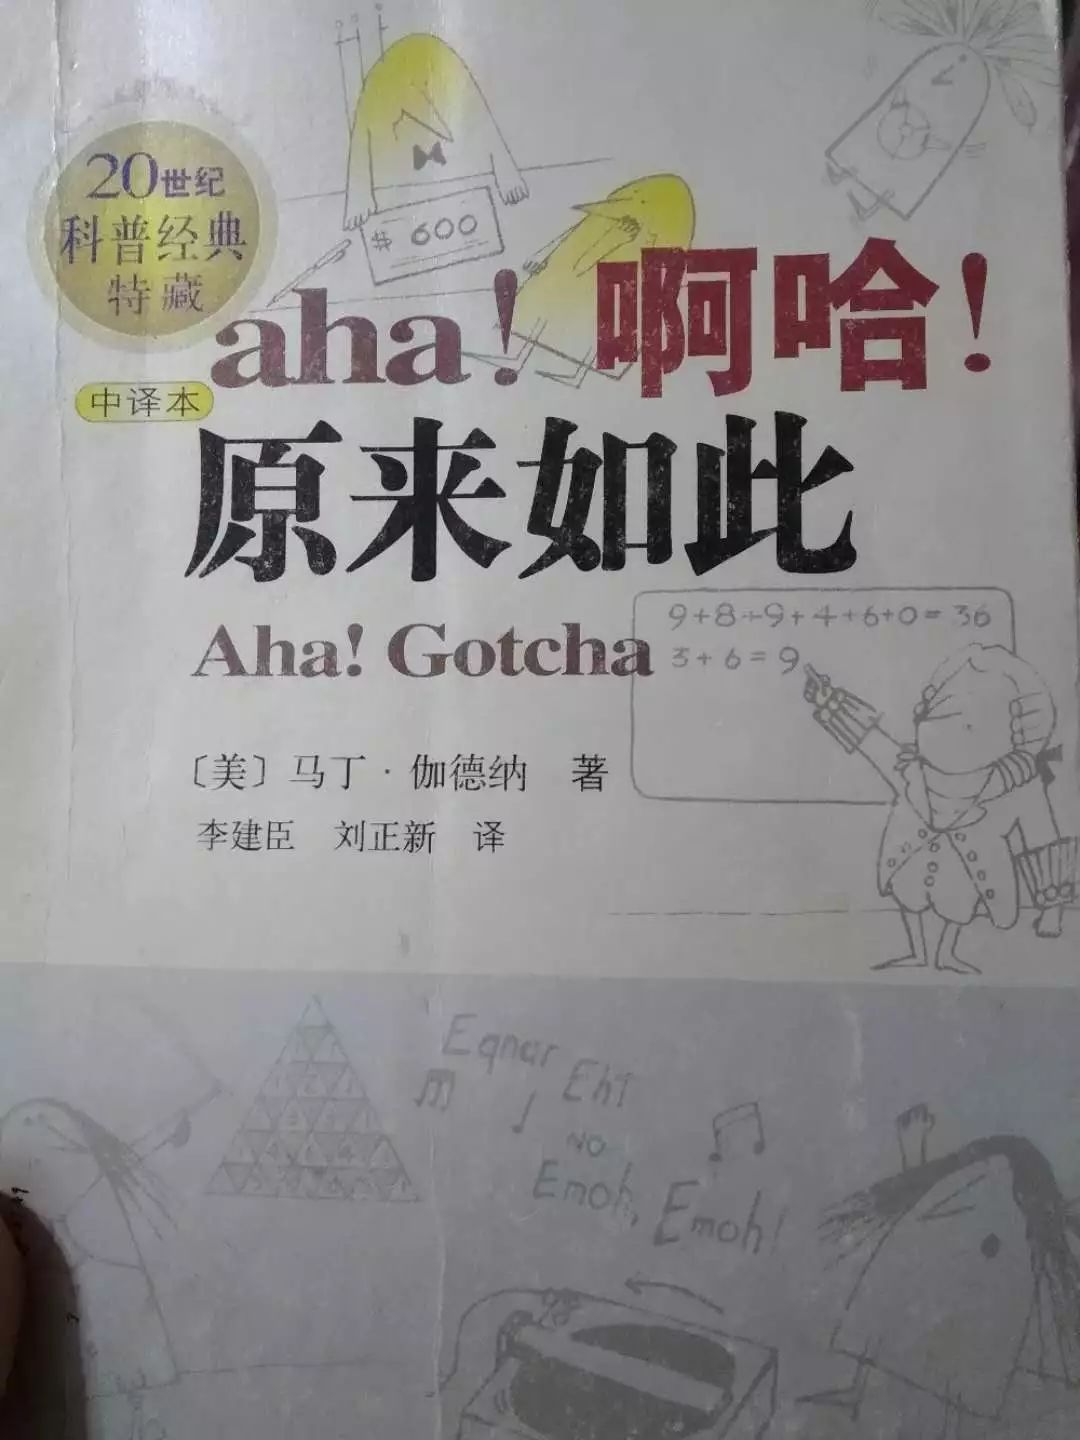 # 600
20世纪
科普经典
特藏
aha！啊哈！
中译本
原来如此
9+8+9+4+6+0=36
3+6=9
Aha! Gotcha
〔美〕马丁·伽德纳 著
李建臣 刘正新 译
Eqnar
Eht
No
Emoh,
Emoh!